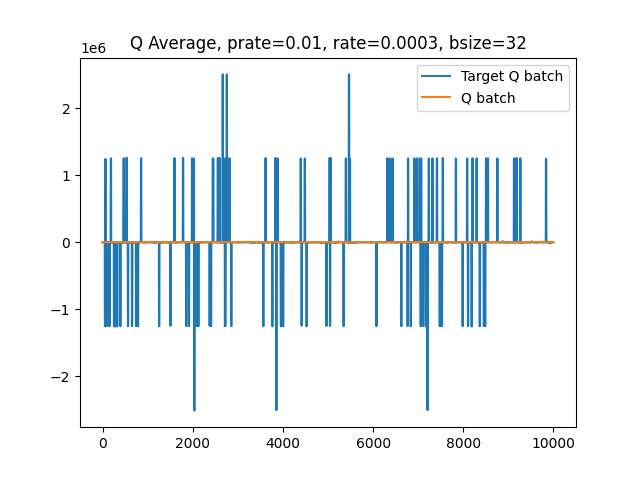 Q Average, prate=0.01, rate=0.0003, bsize=32
1e6
Target Q batch
Q batch
2
1
0
−1
−2
0 2000 4000 6000 8000 10000